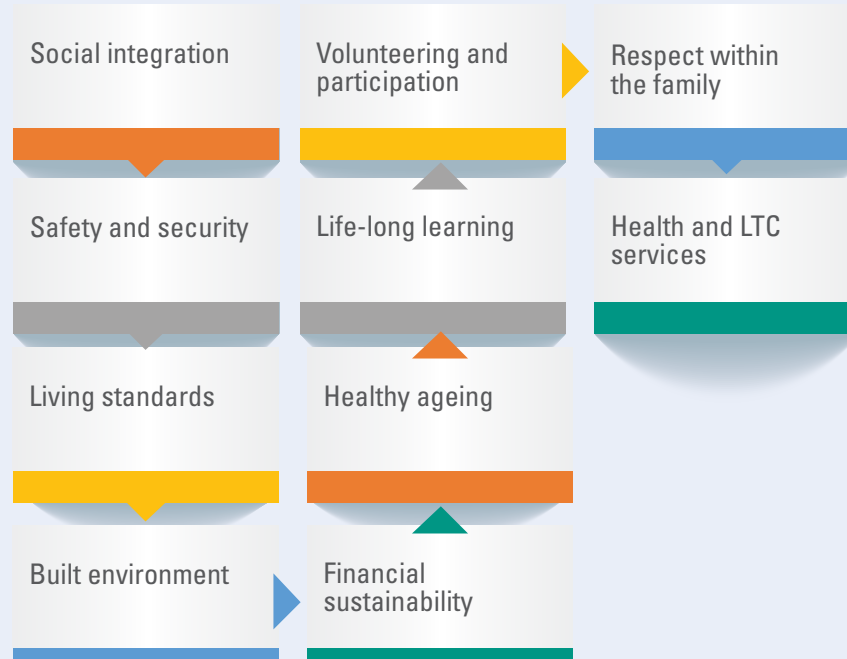 Social integration
Safety and security
Living standards
Built environment
Financial
sustainability
Healthy ageing
Life-long learning
Volunteering and
participation
Respect within
the family
Health and LTC
services